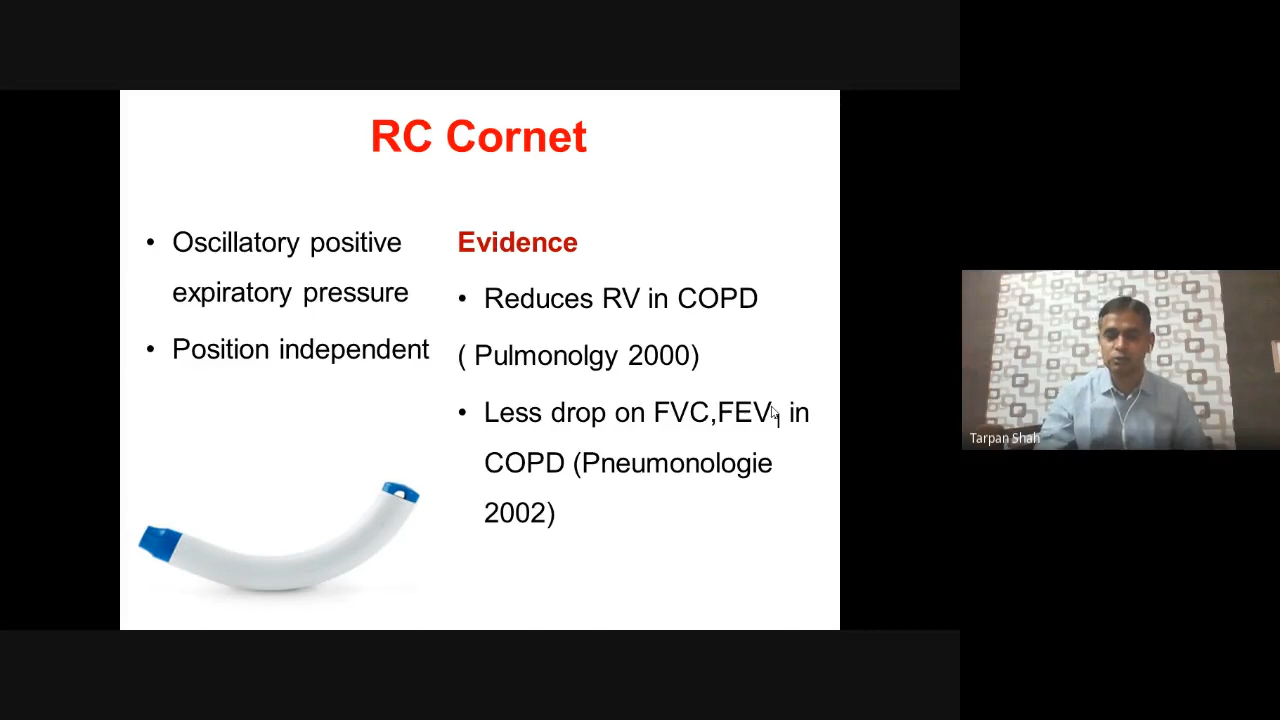 RC Cornet
• Oscillatory positive
expiratory pressure
• Position independent
Evidence
• Reduces RV in COPD
( Pulmonolgy 2000)
• Less drop on FVC,FEV₁ in
COPD (Pneumonologie
2002)
Tarpan Shah